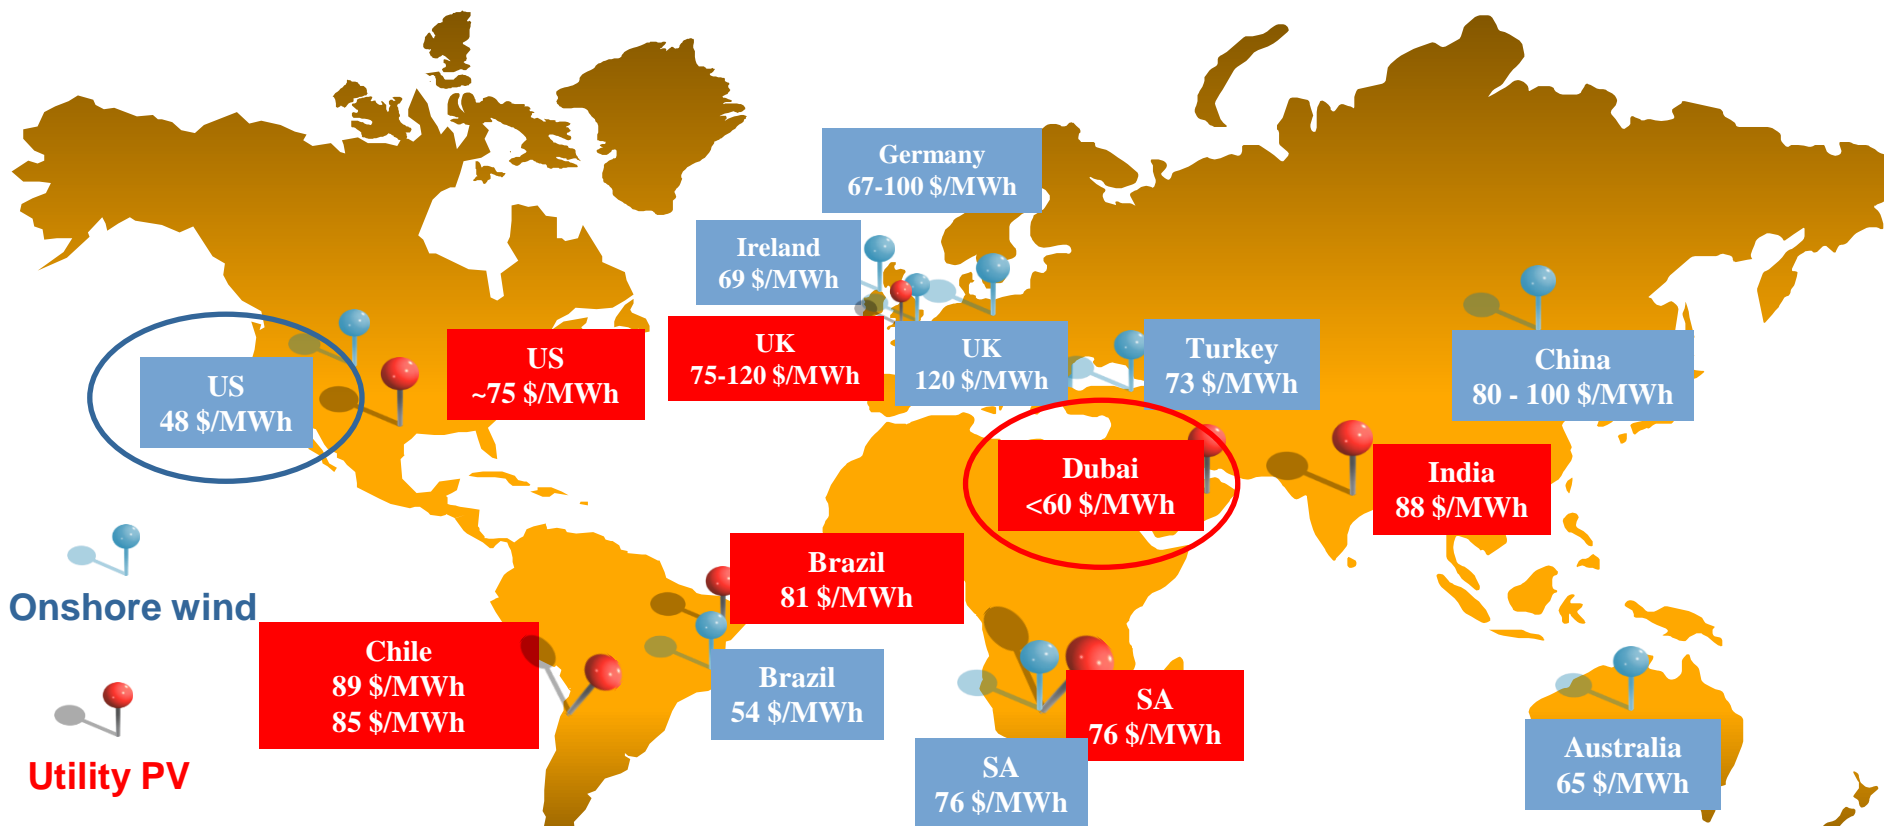 Germany
67-100 $/MWh
Ireland
69 $/MWh
US
48 $/MWh
US
~75 $/MWh
UK
75-120 $/MWh
UK
120 $/MWh
Turkey
73 $/MWh
China
80 - 100 $/MWh
Dubai
<60 $/MWh
India
88 $/MWh
Onshore wind
Brazil
81 $/MWh
Chile
89 $/MWh
85 $/MWh
Brazil
54 $/MWh
SA
76 $/MWh
SA
76 $/MWh
Australia
65 $/MWh
Utility PV